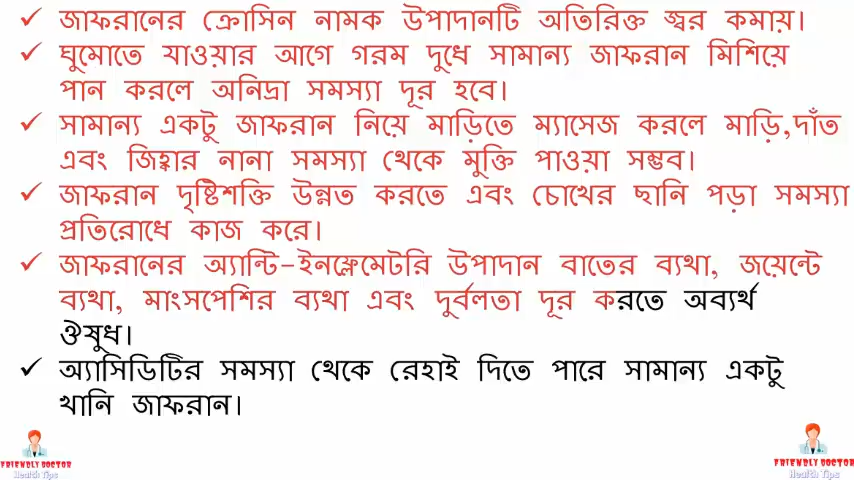 ✓ জাফরানের ক্রোসিন নামক উপাদানটি অতিরিক্ত জ্বর কমায়।
✓ ঘুমোতে যাওয়ার আগে গরম দুধে সামান্য জাফরান মিশিয়ে
পান করলে অনিদ্রা সমস্যা দূর হবে।
✓ সামান্য একটু জাফরান নিয়ে মাড়িতে ম্যাসেজ করলে মাড়ি,দাঁত
এবং জিহ্বার নানা সমস্যা থেকে মুক্তি পাওয়া সম্ভব।
✓ জাফরান দৃষ্টিশক্তি উন্নত করতে এবং চোখের ছানি পড়া সমস্যা
প্রতিরোধে কাজ করে।
✓ জাফরানের অ্যান্টি-ইনফ্লেমেটরি উপাদান বাতের ব্যথা, জয়েন্টে
ব্যথা, মাংসপেশির ব্যথা এবং দুর্বলতা দূর করতে অব্যর্থ
ঔষুধ।
✓ অ্যাসিডিটির সমস্যা থেকে রেহাই দিতে পারে সামান্য একটু
খানি জাফরান।
FRIENDLY DOCTOR
Health Tips
FRIENDLY DOCTOR
Health Tips